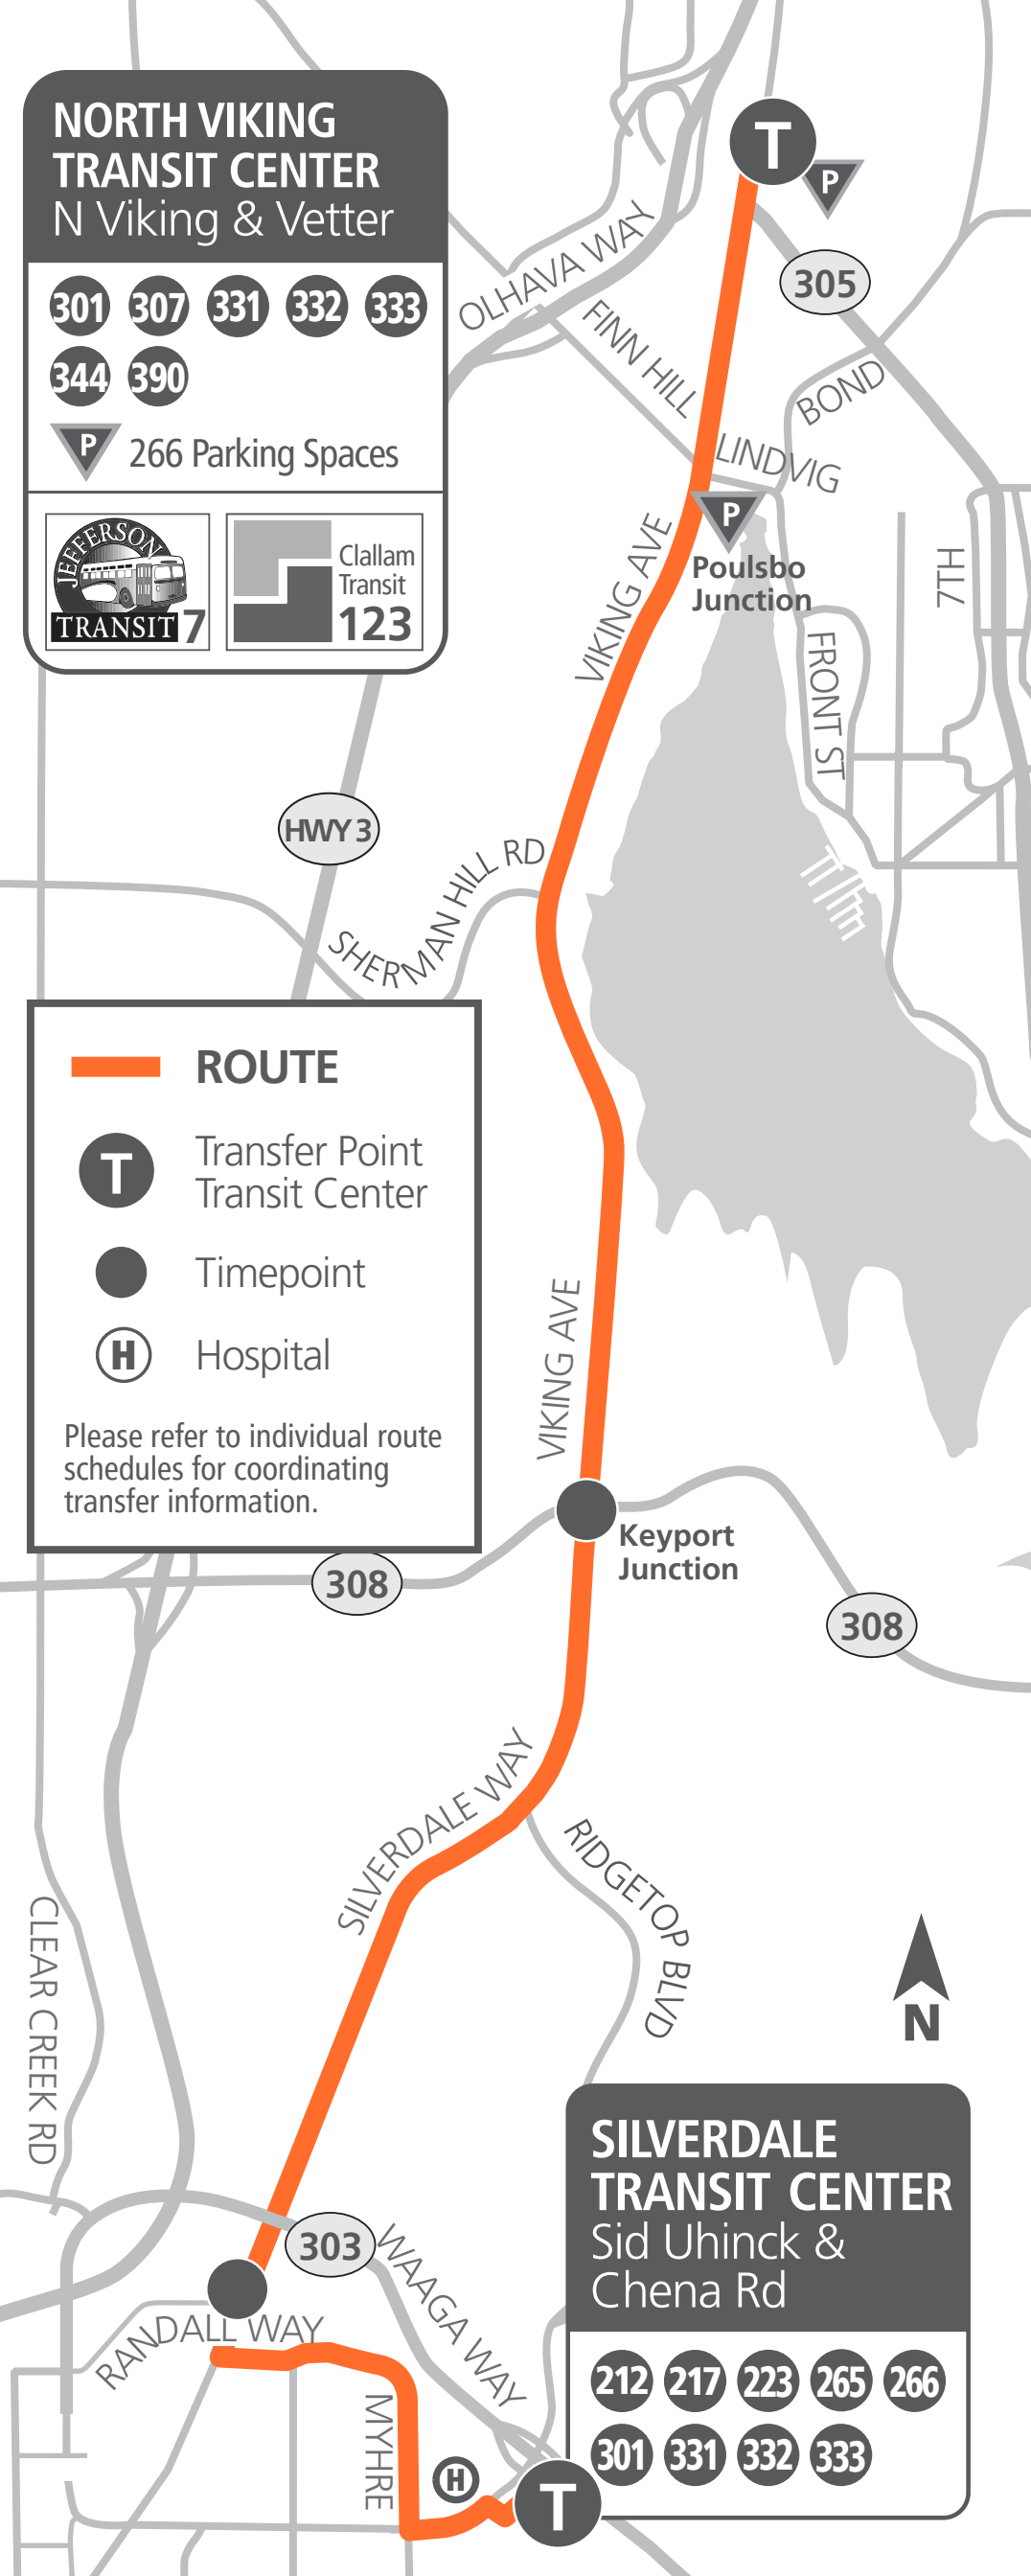 NORTH VIKING
TRANSIT CENTER
N Viking & Vetter
301 307 331 332 333
344 390
P 266 Parking Spaces
JEFFERSON
TRANSIT 7
Clallam
Transit
123
T
P
305
OLHAVA WAY
FINN HILL
BOND
LINDVIG
P
Poulsbo
Junction
VIKING AVE
7TH
FRONT ST
HWY 3
SHERMAN HILL RD
ROUTE
T Transfer Point
Transit Center
Timepoint
H Hospital
Please refer to individual route
schedules for coordinating
transfer information.
VIKING AVE
Keyport
Junction
308
308
SILVERDALE WAY
RIDGETOP BLVD
CLEAR CREEK RD
N
SILVERDALE
TRANSIT CENTER
Sid Uhinck &
Chena Rd
212 217 223 265 266
301 331 332 333
303
WAAGA WAY
RANDALL WAY
MYHRE
H
T